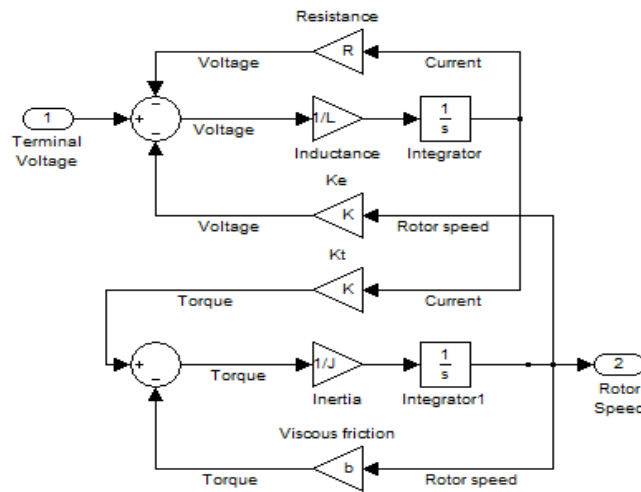 Resistance
R
Voltage
Current
1
Terminal
Voltage
+
−
−
Voltage
1/L
Inductance
1
s
Integrator
Ke
K
Voltage
Rotor speed
Kt
K
Torque
Current
+
−
Torque
1/J
Inertia
1
s
Integrator1
2
Rotor
Speed
Viscous friction
b
Torque
Rotor speed